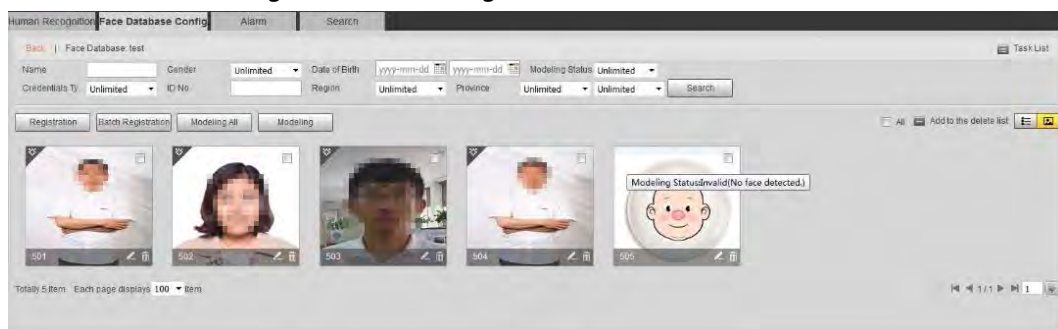 Human Recognition Face Database Config Alarm Search
Back | Face Database: test Task List
Name Gender Unlimited Date of Birth yyyy-mm-dd yyyy-mm-dd Modeling Status Unlimited
Credentials Ty Unlimited ID No. Region Unlimited Province Unlimited Unlimited Search
Registration Batch Registration Modeling All Modeling All Add to the delete list
Modeling Status:Invalid(No face detected.)
501 502 503 504 505
Totally 5 Item Each page displays 100 Item 1/1 1